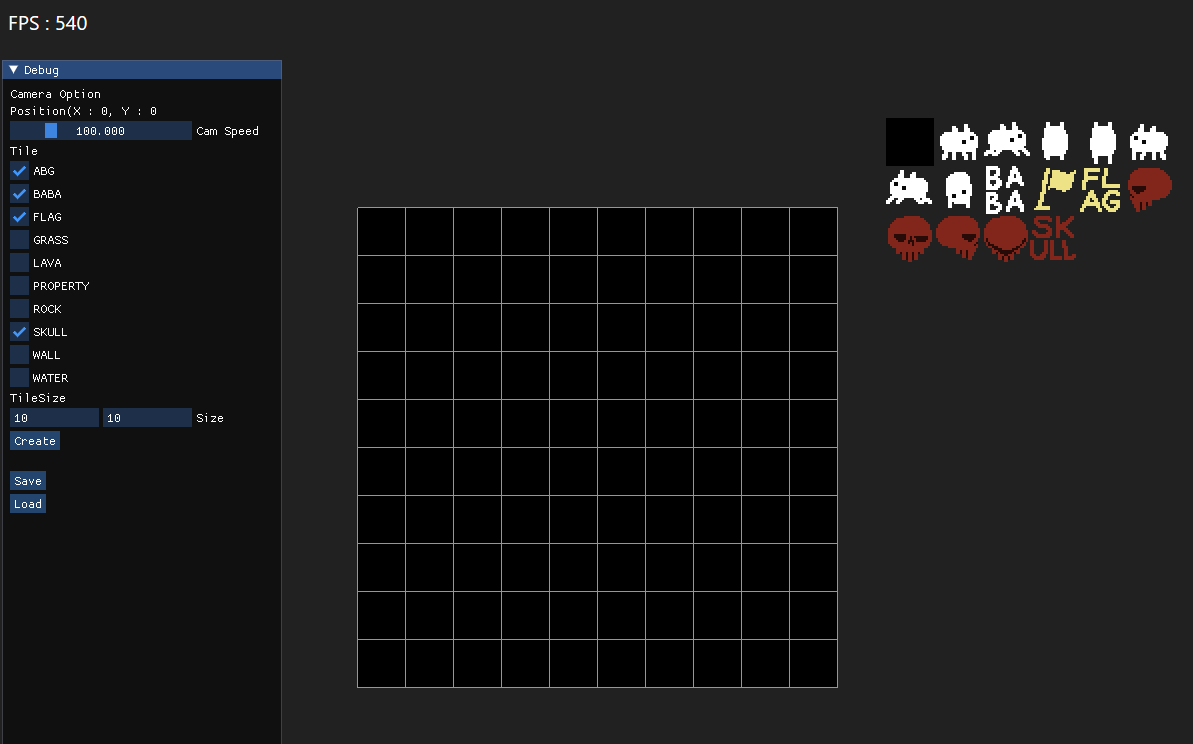 FPS : 540
Debug
Camera Option
Position(X : 0, Y : 0
100.000 Cam Speed
Tile
ABG
BABA
FLAG
GRASS
LAVA
PROPERTY
ROCK
SKULL
WALL
WATER
TileSize
10 10 Size
Create
Save
Load
BA
BA
FL
AG
SK
ULL